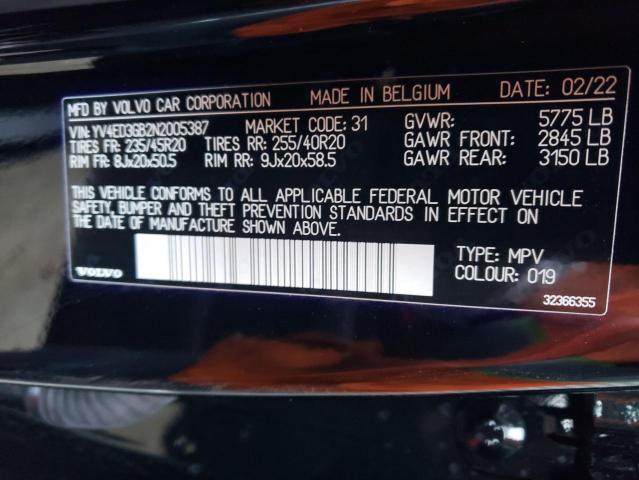 MFD BY VOLVO CAR CORPORATION MADE IN BELGIUM DATE: 02/22
VIN: YV4ED3GB2N2005387 MARKET CODE: 31 GVWR: 5775 LB
TIRES FR: 235/45R20 TIRES RR: 255/40R20 GAWR FRONT: 2845 LB
RIM FR: 8Jx20x50.5 RIM RR: 9Jx20x58.5 GAWR REAR: 3150 LB
THIS VEHICLE CONFORMS TO ALL APPLICABLE FEDERAL MOTOR VEHICLE
SAFETY, BUMPER AND THEFT PREVENTION STANDARDS IN EFFECT ON
THE DATE OF MANUFACTURE SHOWN ABOVE.
TYPE: MPV
VOLVO COLOUR: 019
32366355